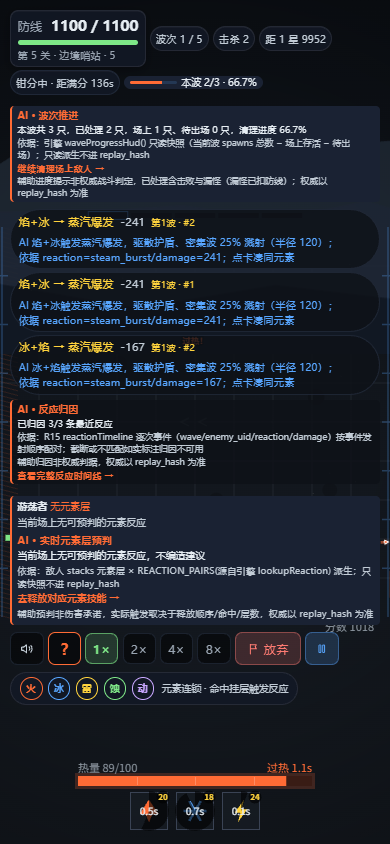 防线 1100 / 1100
第 5 关 · 边境哨站 · 5
波次 1 / 5
击杀 2
距 1 星 9952
钳分中 · 距满分 136s
本波 2/3 · 66.7%
AI · 波次推进
本波共 3 只，已处理 2 只，场上 1 只、待出场 0 只，清理进度 66.7%
依据：引擎 waveProgressHud() 只读快照（当前波 spawns 总数 − 场上存活 − 待出
场）；只读派生不进 replay_hash
继续清理场上敌人 →
辅助进度提示非权威战斗判定，已处理含击败与漏怪（漏怪已扣防线）；权威以
replay_hash 为准
焰+冰 → 蒸汽爆发 -241 第1波 · #2
AI 焰+冰触发蒸汽爆发，驱散护盾、密集波 25% 溅射（半径 120）；
依据 reaction=steam_burst/damage=241；点卡凑同元素
焰+冰 → 蒸汽爆发 -241 第1波 · #1
AI 焰+冰触发蒸汽爆发，驱散护盾、密集波 25% 溅射（半径 120）；
依据 reaction=steam_burst/damage=241；点卡凑同元素
冰+焰 → 蒸汽爆发 -167 第1波 · #2
AI 冰+焰触发蒸汽爆发，驱散护盾、密集波 25% 溅射（半径 120）；
依据 reaction=steam_burst/damage=167；点卡凑同元素
AI · 反应归因
已归因 3/3 条最近反应
依据：R15 reactionTimeline 逐次事件（wave/enemy_uid/reaction/damage）按事件发
射顺序配对；截断或不匹配如实标注归因不可用
辅助归因非权威判据，权威以 replay_hash 为准
查看完整反应时间线 →
游荡者 无元素层
当前场上无可预判的元素反应
AI · 实时元素层预判
当前场上无可预判的元素反应，不编造建议
依据：敌人 stacks 元素层 × REACTION_PAIRS(源自引擎 lookupReaction) 派生；只
读快照不进 replay_hash
去释放对应元素技能 →
辅助预判非伤害承诺，实际触发取决于释放顺序/命中/层数，权威以 replay_hash 为准
分数 1018
?
1×
2×
4×
8×
放弃
火
冰
雷
蚀
动
元素连锁 · 命中挂层触发反应
热量 89/100
过热 1.1s
20
0.5s
18
0.7s
24